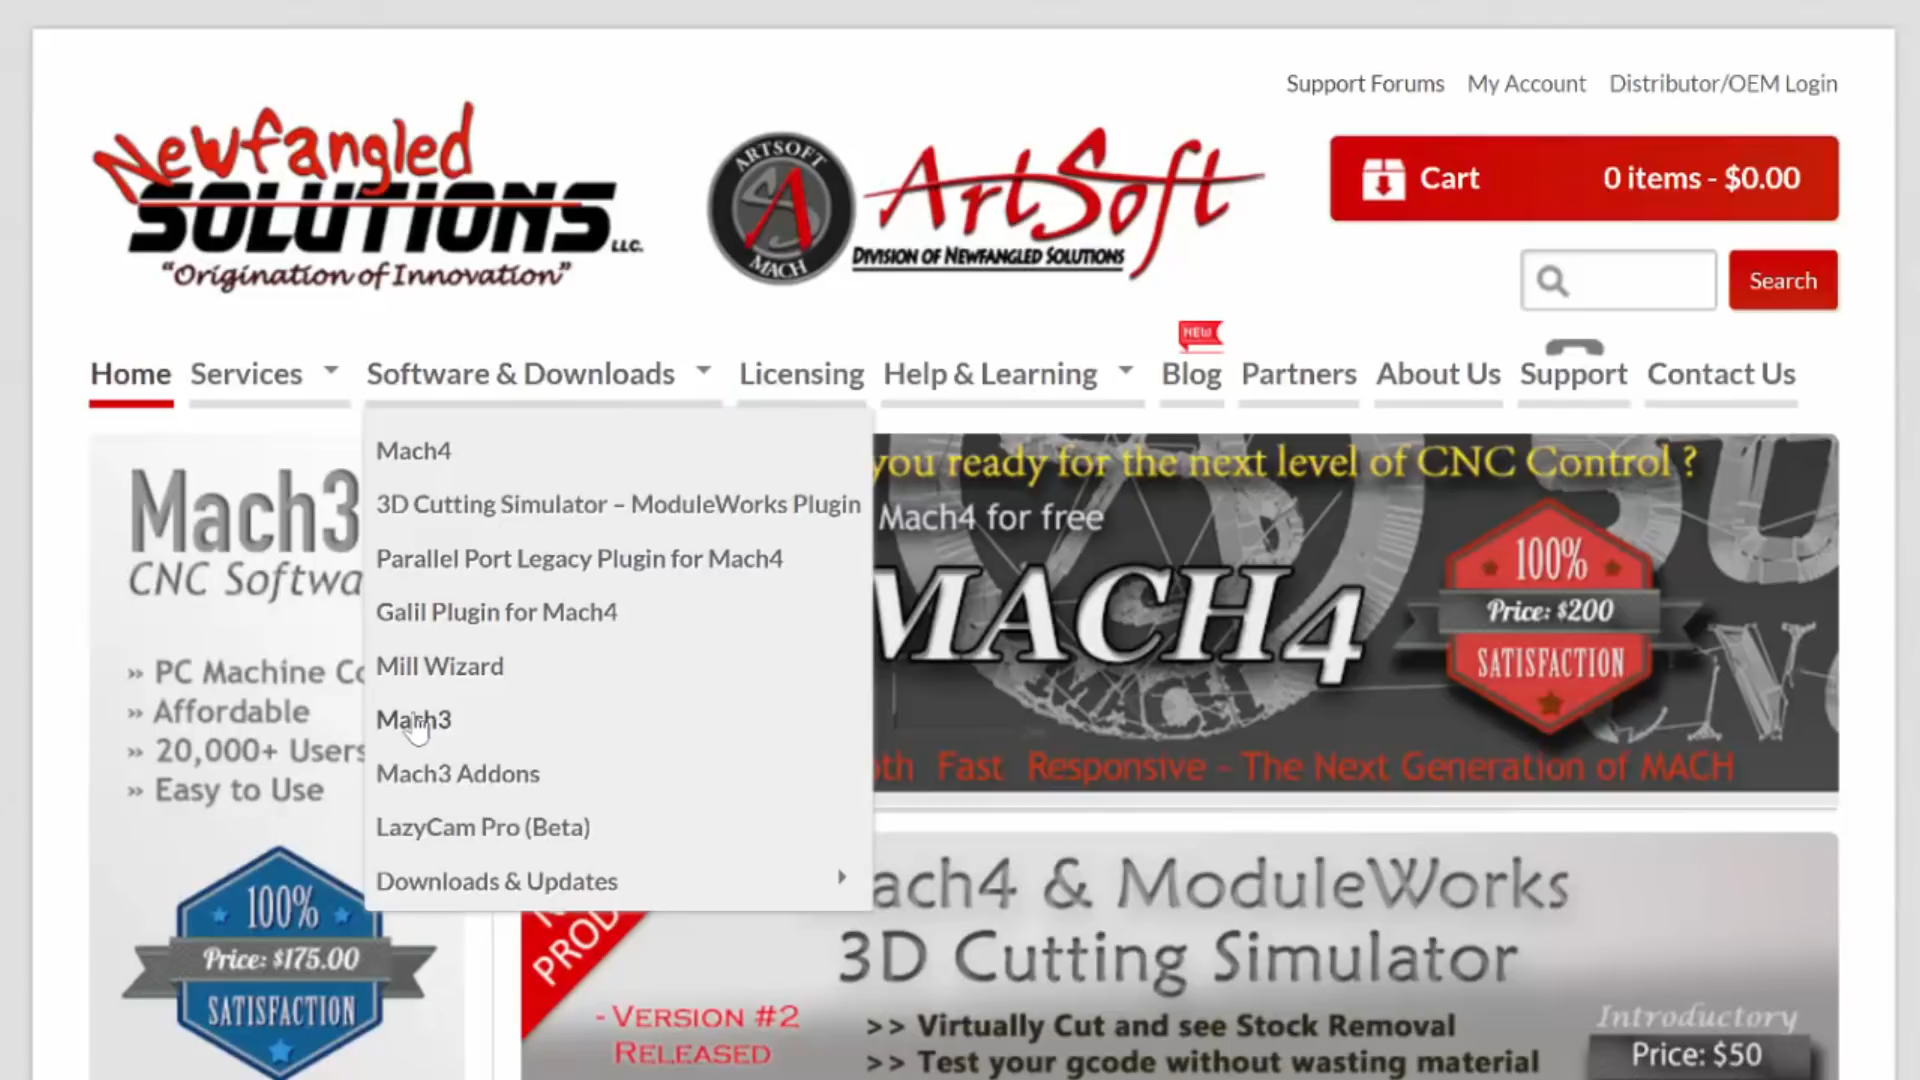 Support Forums My Account Distributor/OEM Login
Newfangled
SOLUTIONS LLC.
"Origination of Innovation"
ARTSOFT
MACH
ArtSoft
DIVISION OF NEWFANGLED SOLUTIONS
Cart 0 items - $0.00
Search
NEW
Home Services Software & Downloads Licensing Help & Learning Blog Partners About Us Support Contact Us
Mach4
3D Cutting Simulator – ModuleWorks Plugin
Parallel Port Legacy Plugin for Mach4
Galil Plugin for Mach4
Mill Wizard
Mach3
Mach3 Addons
LazyCam Pro (Beta)
Downloads & Updates
Mach3
CNC Softwa
» PC Machine Co
» Affordable
» 20,000+ Users
» Easy to Use
100%
Price: $175.00
SATISFACTION
you ready for the next level of CNC Control ?
Mach4 for free
MACH4
100%
Price: $200
SATISFACTION
oth Fast Responsive - The Next Generation of MACH
PROD
ach4 & ModuleWorks
3D Cutting Simulator
- VERSION #2
RELEASED
>> Virtually Cut and see Stock Removal
>> Test your gcode without wasting material
Introductory
Price: $50